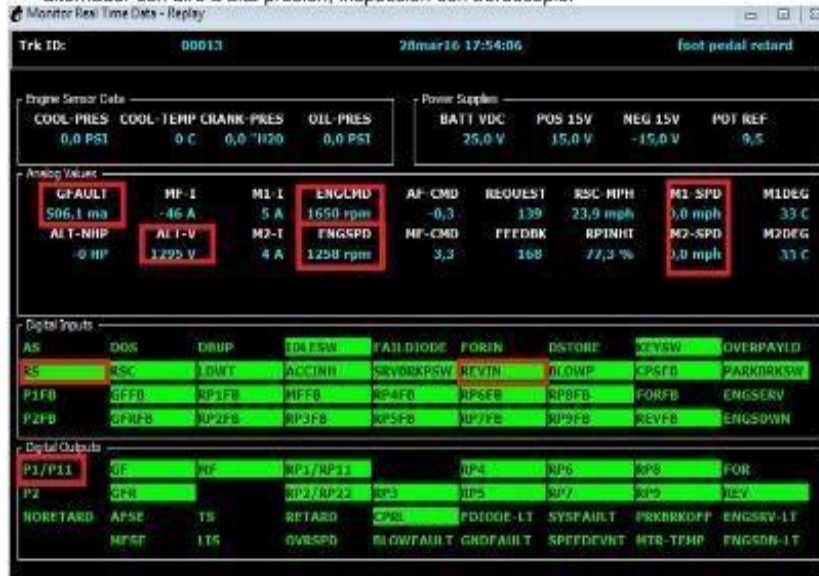 Monitor Real Time Data - Replay
Trk ID: 00013 28mar16 17:54:06 foot pedal retard
Engine Sensor Data
Power Supplies
COOL-PRES COOL-TEMP CRANK-PRES OIL-PRES BATT VDC POS 15V NEG 15V POT REF
0,0 PSI 0 C 0,0 "H20 0,0 PSI 25,0 V 15,0 V -15,0 V 9,5
Analog Values
GFAULT MF-I M1-I ENGCMD AF-CMD REQUEST RSC-MPH M1-SPD M1DEG
506,1 ma -46 A 5 A 1650 rpm -0,3 139 23,9 mph 0,0 mph 33 C
ALT-NHP ALT-V M2-I ENGSPD MF-CMD FEEDBK RPINHI M2-SPD M2DEG
-0 HP 1295 V 4 A 1258 rpm 3,3 168 77,3 % 0,0 mph 33 C
Digital Inputs
AS DOS DBUP IDLESW FAILDIODE FORIN DSTORE KEYSW OVERPAYLD
RS RSC LDWT ACCINH SRVBRKPSW REVIN BLOWP CPSFB PARKBRKSW
P1FB GFFB RP1FB MFFB RP4FB RP6FB RP8FB FORFB ENGSERV
P2FB GFRFB RP2FB RP3FB RP5FB RP7FB RP9FB REVFB ENGSDWN
Digital Outputs
P1/P11 GF MF RP1/RP11 RP4 RP6 RP8 FOR
P2 GFR RP2/RP22 RP3 RP5 RP7 RP9 REV
NORETARD AFSE TS RETARD CPRL FDIODE-LT SYSFAULT PRKBRKOFF ENGSRV-LT
MFSE LIS OVRSPD BLOWFAULT GNDFAULT SPEEDEVNT MTR-TEMP ENGSDN-LT